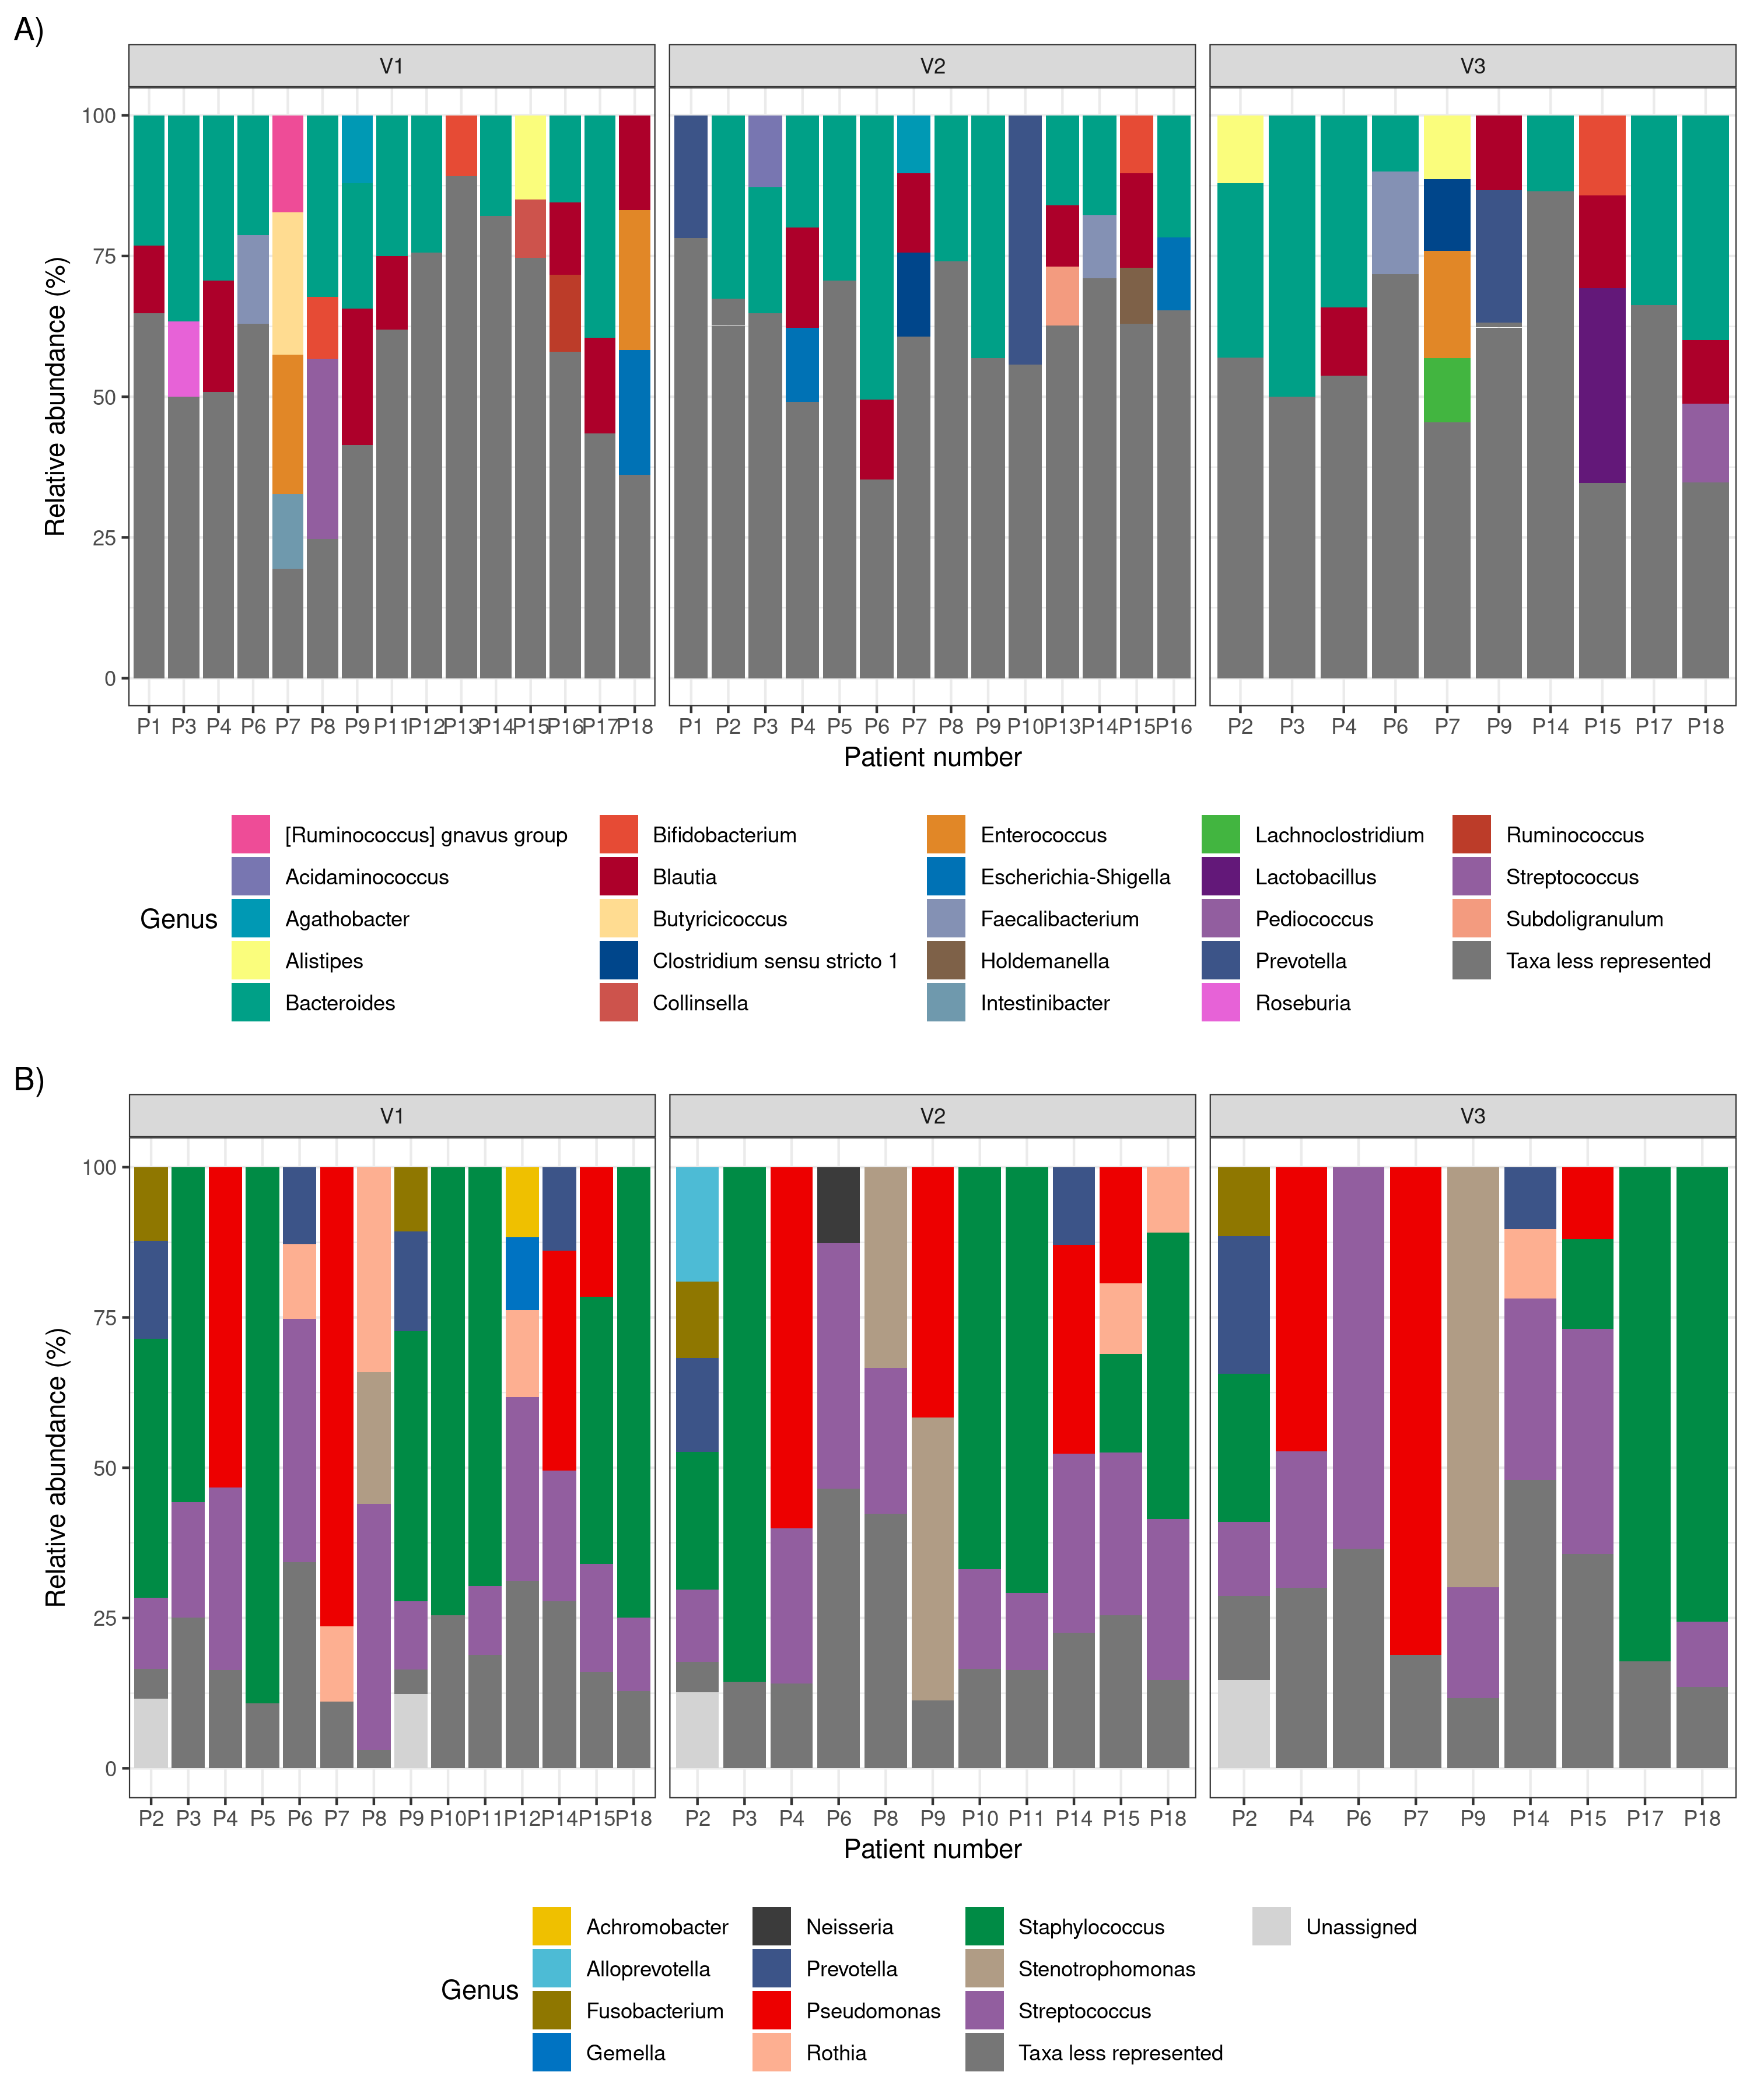 A)
V1 V2 V3
Relative abundance (%)
100
75
50
25
0
P1 P3 P4 P6 P7 P8 P9 P11 P12 P13 P14 P15 P16 P17 P18 P1 P2 P3 P4 P5 P6 P7 P8 P9 P10 P13 P14 P15 P16 P2 P3 P4 P6 P7 P9 P14 P15 P17 P18
Patient number
Genus
[Ruminococcus] gnavus group Bifidobacterium Enterococcus Lachnoclostridium Ruminococcus
Acidaminococcus Blautia Escherichia-Shigella Lactobacillus Streptococcus
Agathobacter Butyricicoccus Faecalibacterium Pediococcus Subdoligranulum
Alistipes Clostridium sensu stricto 1 Holdemanella Prevotella Taxa less represented
Bacteroides Collinsella Intestinibacter Roseburia
B)
V1 V2 V3
Relative abundance (%)
100
75
50
25
0
P2 P3 P4 P5 P6 P7 P8 P9 P10 P11 P12 P14 P15 P18 P2 P3 P4 P6 P8 P9 P10 P11 P14 P15 P18 P2 P4 P6 P7 P9 P14 P15 P17 P18
Patient number
Genus
Achromobacter Neisseria Staphylococcus Unassigned
Alloprevotella Prevotella Stenotrophomonas
Fusobacterium Pseudomonas Streptococcus
Gemella Rothia Taxa less represented